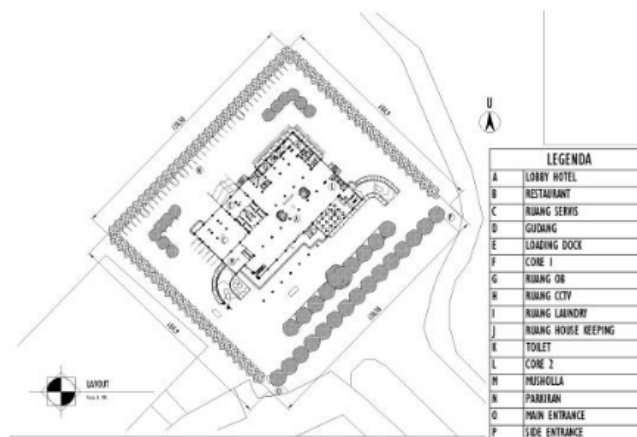 U
LEGENDA
A LOBBY HOTEL
B RESTAURANT
C RUANG SERVIS
D GUDANG
E LOADING DOCK
F CORE 1
G RUANG OB
H RUANG CCTV
I RUANG LAUNDRY
J RUANG HOUSE KEEPING
K TOILET
L CORE 2
M MUSHOLLA
N PARKIRAN
O MAIN ENTRANCE
P SIDE ENTRANCE
LAYOUT